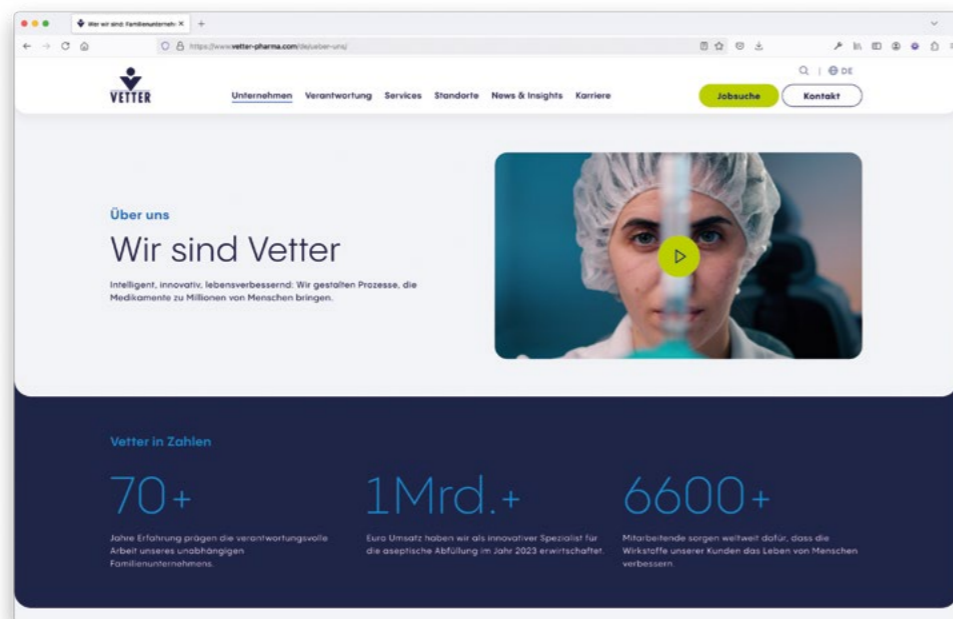 Wer wir sind: Familienunterneh
https://www.vetter-pharma.com/de/ueber-uns/
DE
VETTER
Unternehmen Verantwortung Services Standorte News & Insights Karriere
Jobsuche
Kontakt
Über uns
Wir sind Vetter
Intelligent, innovativ, lebensverbessernd: Wir gestalten Prozesse, die
Medikamente zu Millionen von Menschen bringen.
Vetter in Zahlen
70+
Jahre Erfahrung prägen die verantwortungsvolle
Arbeit unseres unabhängigen
Familienunternehmens.
1Mrd.+
Euro Umsatz haben wir als innovativer Spezialist für
die aseptische Abfüllung im Jahr 2023 erwirtschaftet.
6600+
Mitarbeitende sorgen weltweit dafür, dass die
Wirkstoffe unserer Kunden das Leben von Menschen
verbessern.